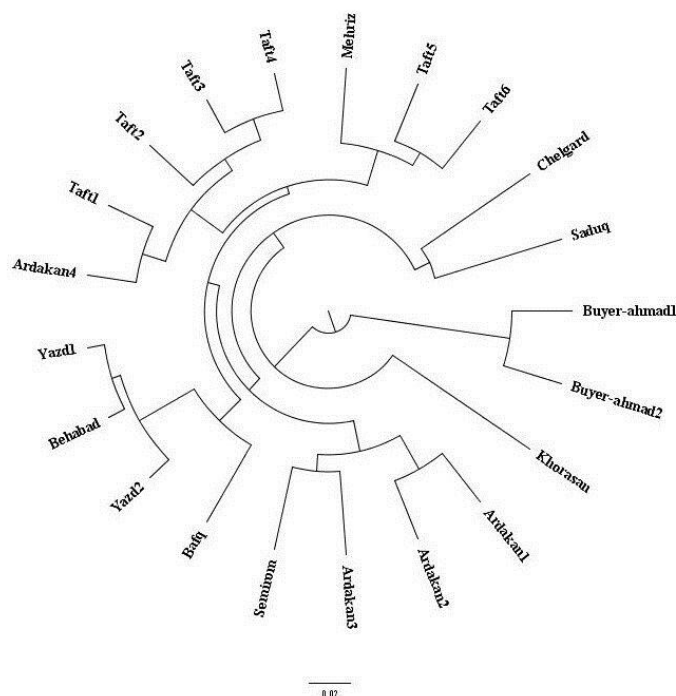 Mehriz
Taft5
Taft6
Chelgard
Saduq
Buyer-ahmad1
Buyer-ahmad2
Khorasan
Ardakan1
Ardakan2
Ardakan3
Semirom
Bafq
Yazd2
Behabad
Yazd1
Ardakan4
Taft1
Taft2
Taft3
Taft4
0.02